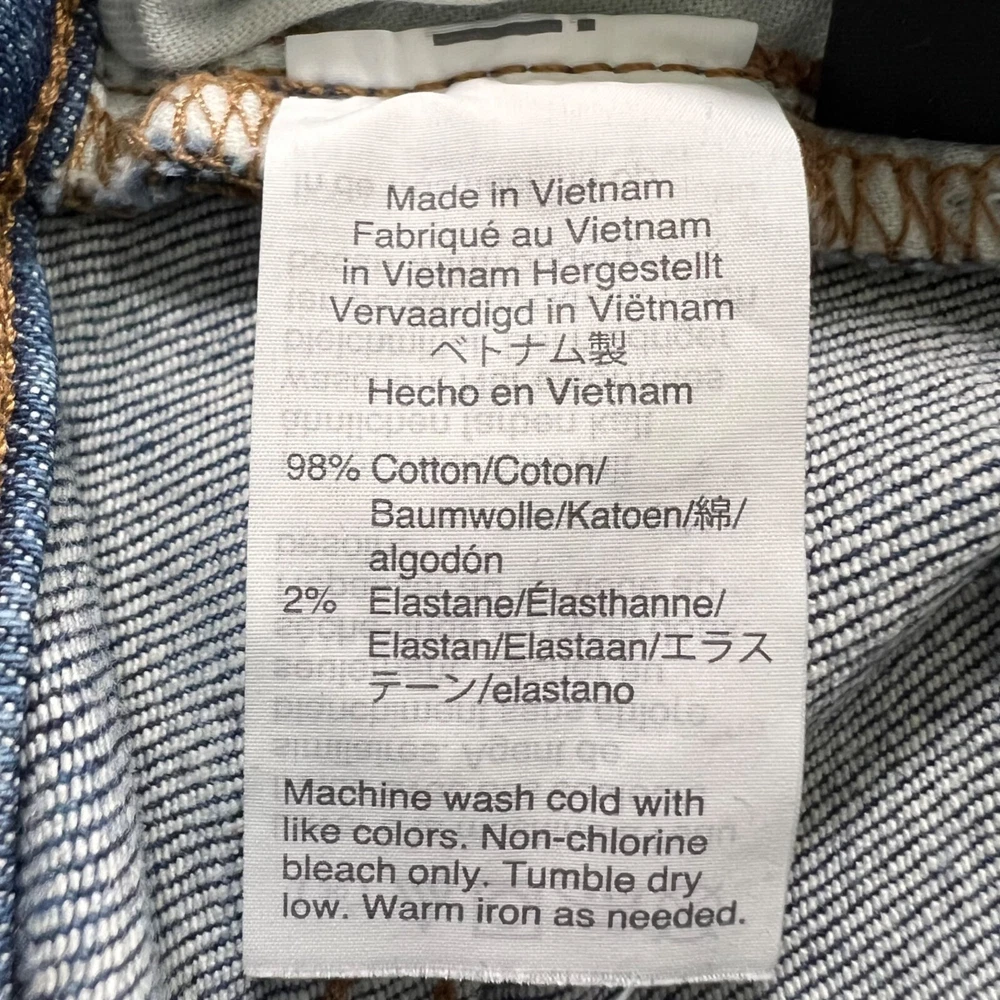 Made in Vietnam
Fabriqué au Vietnam
in Vietnam Hergestellt
Vervaardigd in Viëtnam
ベトナム製
Hecho en Vietnam
98% Cotton/Coton/
Baumwolle/Katoen/綿/
algodón
2% Elastane/Élasthanne/
Elastan/Elastaan/エラス
テーン/elastano
Machine wash cold with
like colors. Non-chlorine
bleach only. Tumble dry
low. Warm iron as needed.